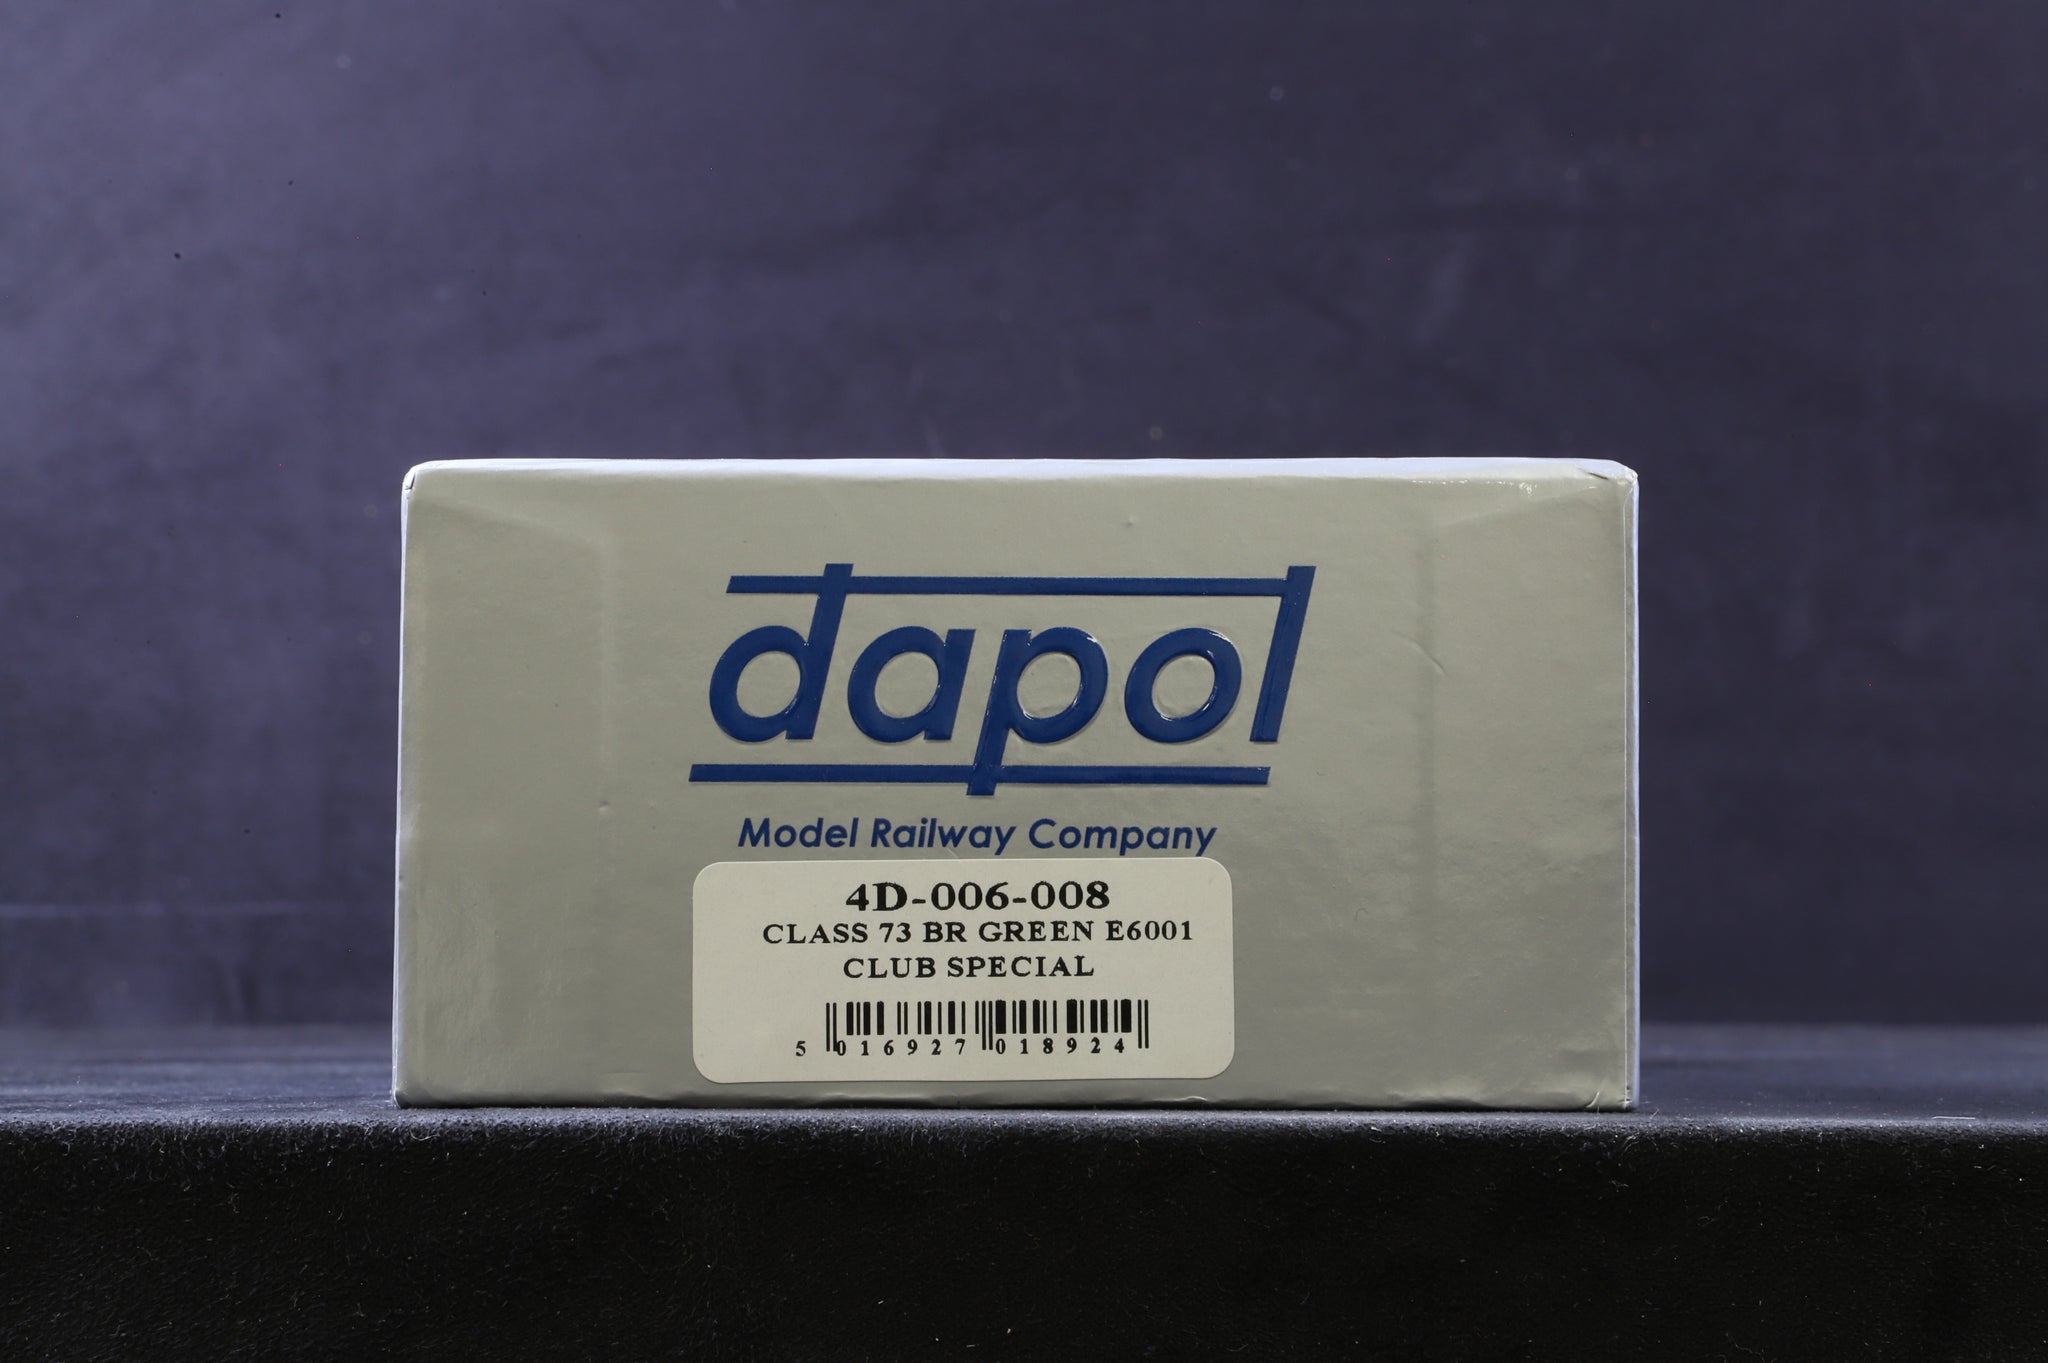 dapol
Model Railway Company
4D-006-008
CLASS 73 BR GREEN E6001
CLUB SPECIAL
5 016927 018924